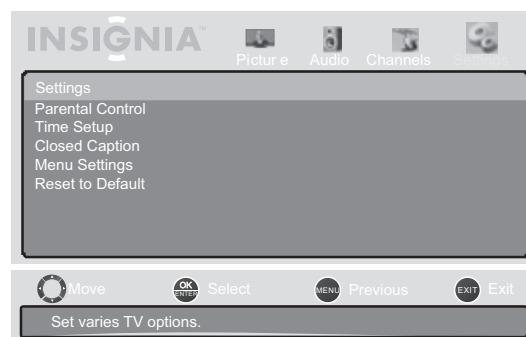 INSIGNIA™
Pictur e Audio Channels Settings
Settings
Parental Control
Time Setup
Closed Caption
Menu Settings
Reset to Default
Move OK ENTER Select MENU Previous EXIT Exit
Set varies TV options.